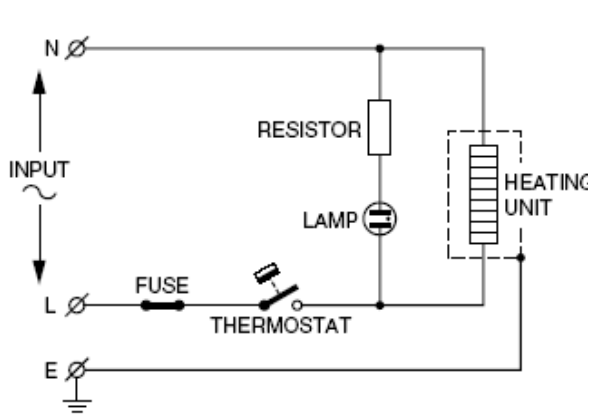 N
RESISTOR
INPUT
HEATING
UNIT
LAMP
FUSE
L
THERMOSTAT
E